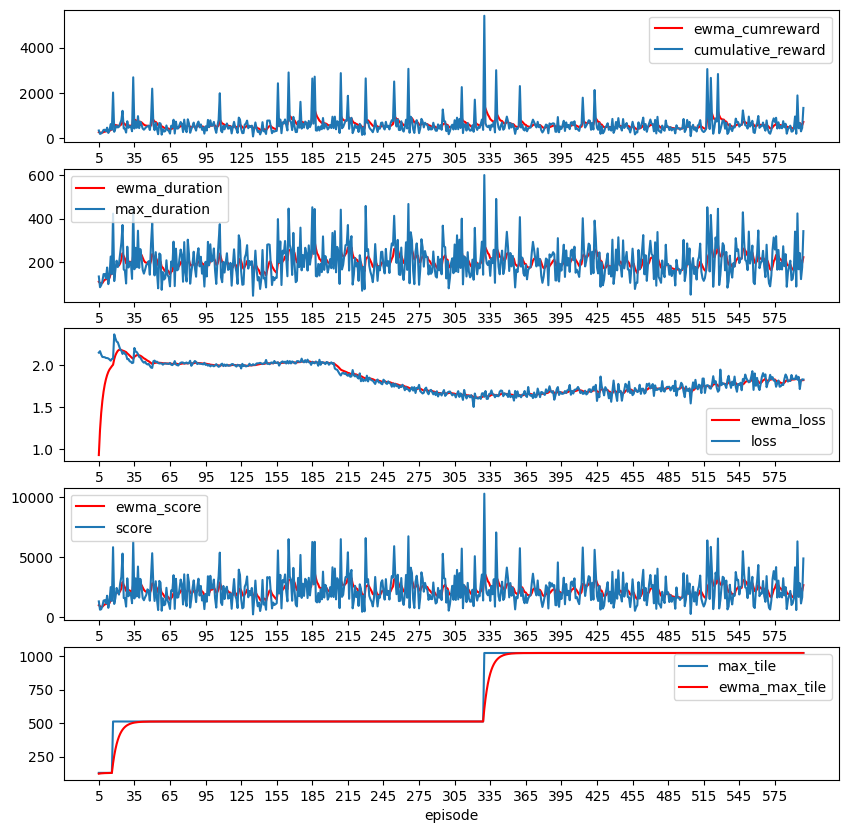 4000
2000
0
ewma_cumreward
cumulative_reward
5 35 65 95 125 155 185 215 245 275 305 335 365 395 425 455 485 515 545 575
600
400
200
ewma_duration
max_duration
5 35 65 95 125 155 185 215 245 275 305 335 365 395 425 455 485 515 545 575
2.0
1.5
1.0
ewma_loss
loss
5 35 65 95 125 155 185 215 245 275 305 335 365 395 425 455 485 515 545 575
10000
5000
0
ewma_score
score
5 35 65 95 125 155 185 215 245 275 305 335 365 395 425 455 485 515 545 575
1000
750
500
250
max_tile
ewma_max_tile
5 35 65 95 125 155 185 215 245 275 305 335 365 395 425 455 485 515 545 575
episode